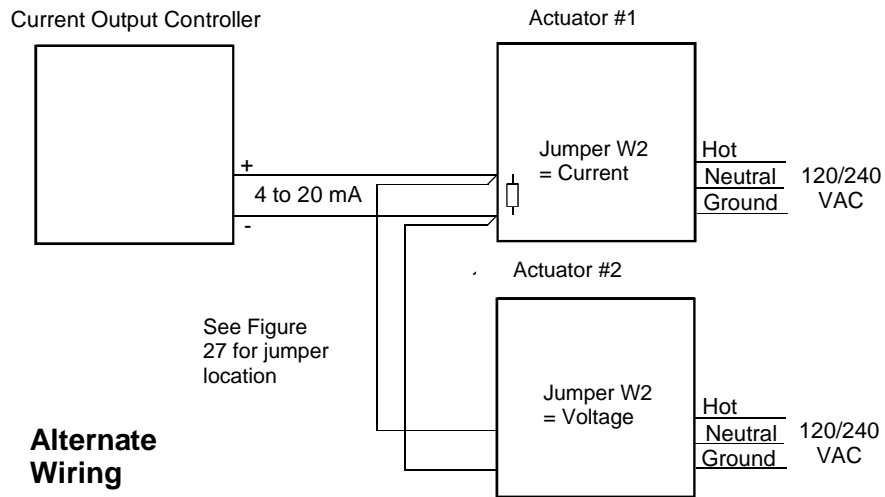 Current Output Controller
Actuator #1
Jumper W2
= Current
Hot
Neutral
Ground
120/240
VAC
+
4 to 20 mA
-
Actuator #2
See Figure
27 for jumper
location
Jumper W2
= Voltage
Hot
Neutral
Ground
120/240
VAC
Alternate
Wiring